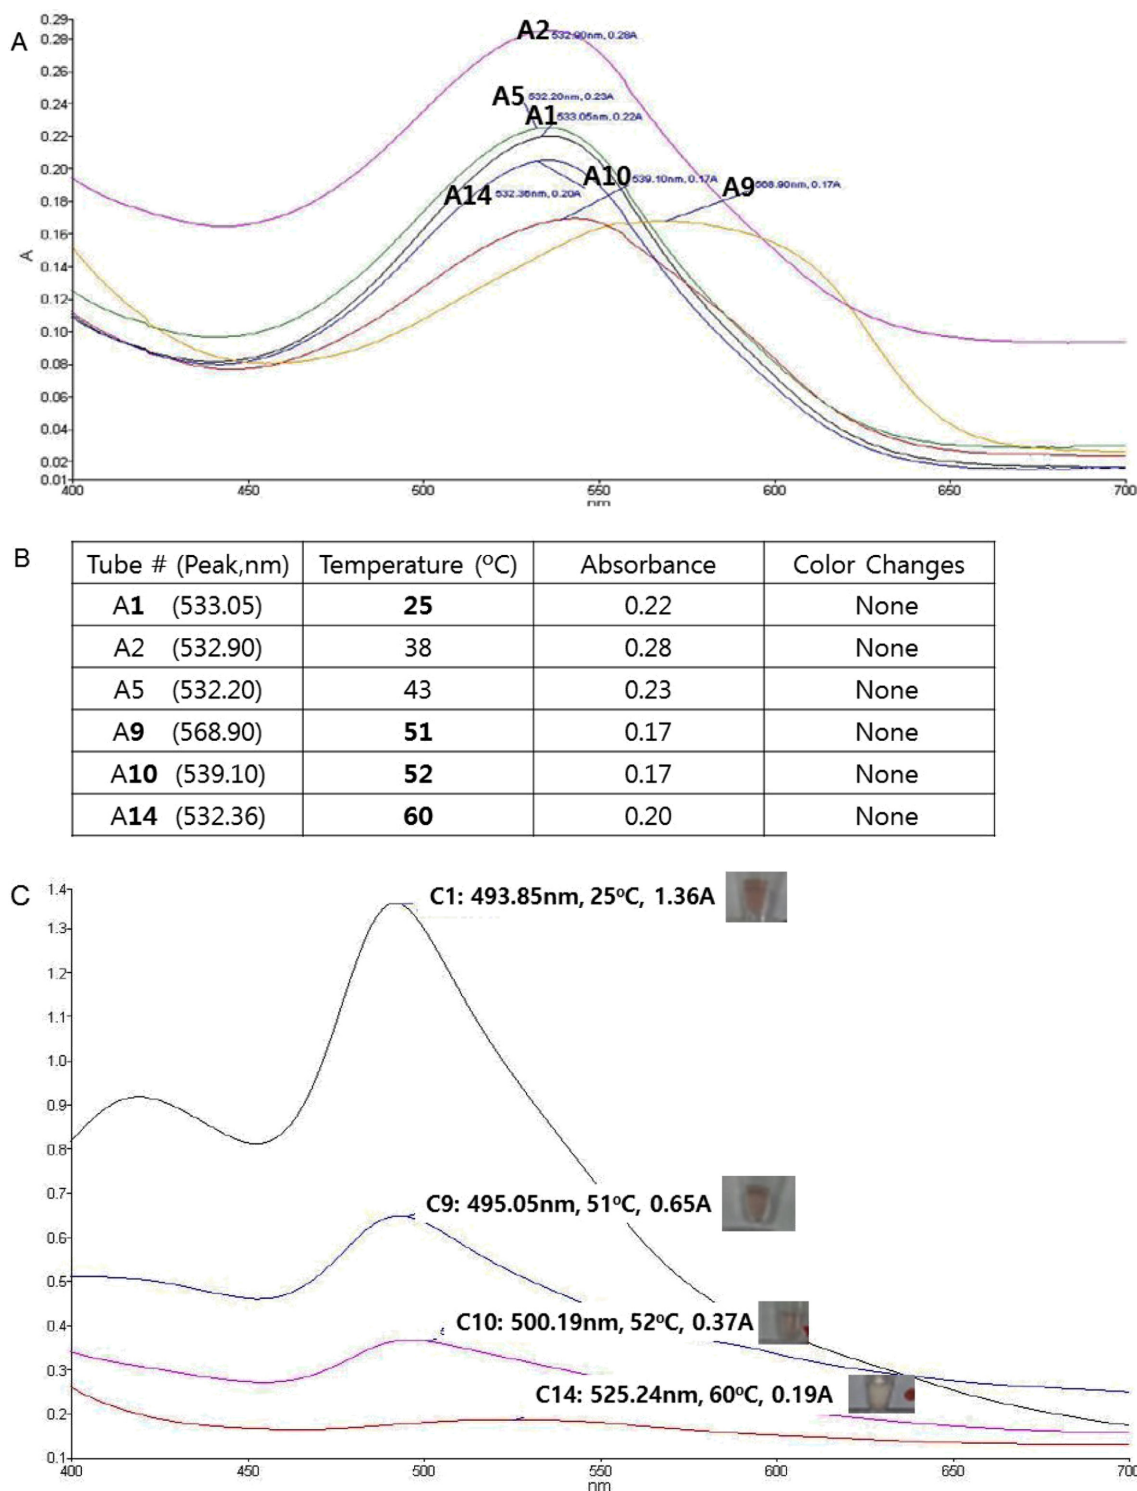 A
0.29
0.28
0.26
0.24
0.22
0.20
0.18
0.16
0.14
0.12
0.10
0.08
0.06
0.04
0.02
0.01
A
A2 532.90nm, 0.28A
A5 532.20nm, 0.23A
A1 533.05nm, 0.22A
A10 539.10nm, 0.17A
A9 568.90nm, 0.17A
A14 532.36nm, 0.20A
400 450 500 550 600 650 700
nm
B
Tube # (Peak,nm) Temperature (°C) Absorbance Color Changes
A1 (533.05) 25 0.22 None
A2 (532.90) 38 0.28 None
A5 (532.20) 43 0.23 None
A9 (568.90) 51 0.17 None
A10 (539.10) 52 0.17 None
A14 (532.36) 60 0.20 None
C
1.4
1.3
1.2
1.1
1.0
0.9
0.8
0.7
0.6
0.5
0.4
0.3
0.2
0.1
C1: 493.85nm, 25°C, 1.36A
C9: 495.05nm, 51°C, 0.65A
C10: 500.19nm, 52°C, 0.37A
C14: 525.24nm, 60°C, 0.19A
400 450 500 550 600 650 700
nm